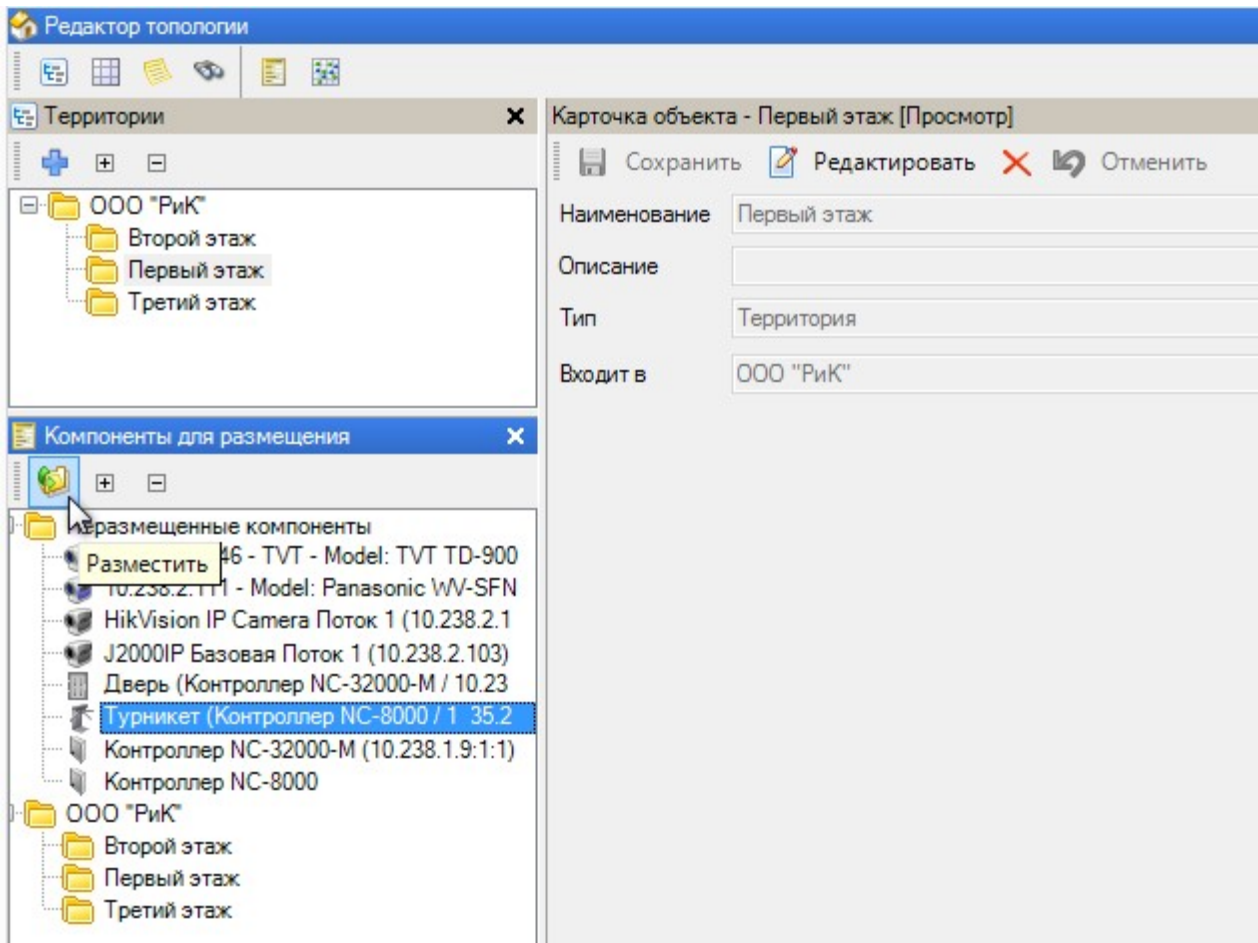 Редактор топологии
Территории
ООО "РиК"
Второй этаж
Первый этаж
Третий этаж
Карточка объекта - Первый этаж [Просмотр]
Сохранить Редактировать Отменить
Наименование Первый этаж
Описание
Тип Территория
Входит в ООО "РиК"
Компоненты для размещения
размещенные компоненты
Разместить
46 - TVT - Model: TVT TD-900
10.238.2.111 - Model: Panasonic WV-SFN
HikVision IP Camera Поток 1 (10.238.2.1
J2000IP Базовая Поток 1 (10.238.2.103)
Дверь (Контроллер NC-32000-M / 10.23
Турникет (Контроллер NC-8000 / 1 35.2
Контроллер NC-32000-M (10.238.1.9:1:1)
Контроллер NC-8000
ООО "РиК"
Второй этаж
Первый этаж
Третий этаж